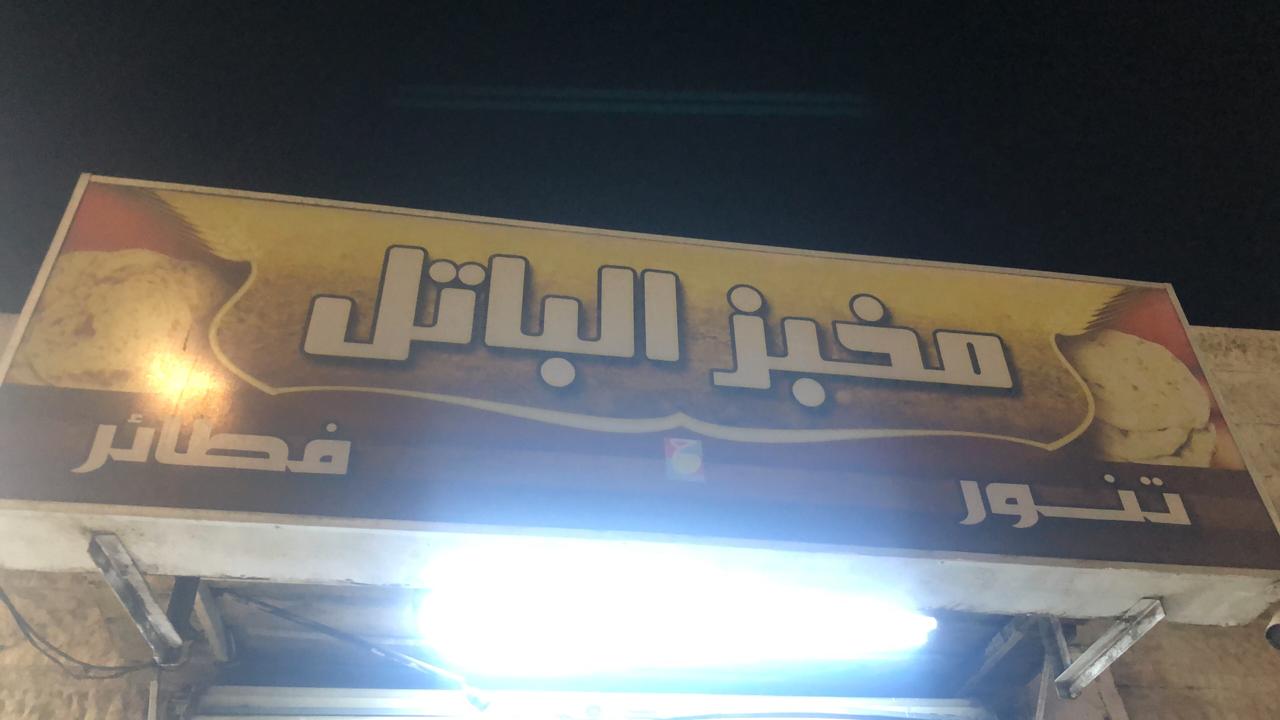 مخبز الباتل
تنور
فطائر